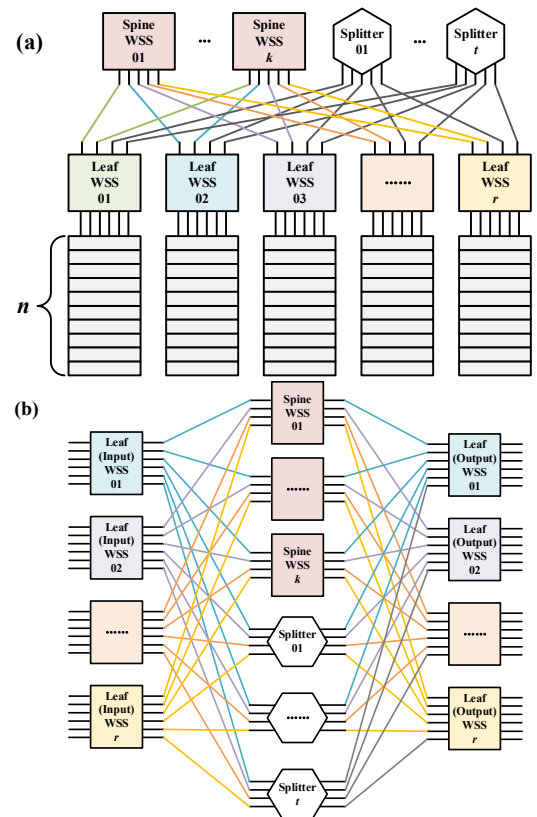 (a)
Spine
WSS
01
...
Spine
WSS
k
Splitter
01
...
Splitter
t
Leaf
WSS
01
Leaf
WSS
02
Leaf
WSS
03
......
Leaf
WSS
r
n
(b)
Leaf
(Input)
WSS
01
Leaf
(Input)
WSS
02
......
Leaf
(Input)
WSS
r
Spine
WSS
01
......
Spine
WSS
k
Splitter
01
......
Splitter
t
Leaf
(Output)
WSS
01
Leaf
(Output)
WSS
02
......
Leaf
(Output)
WSS
r